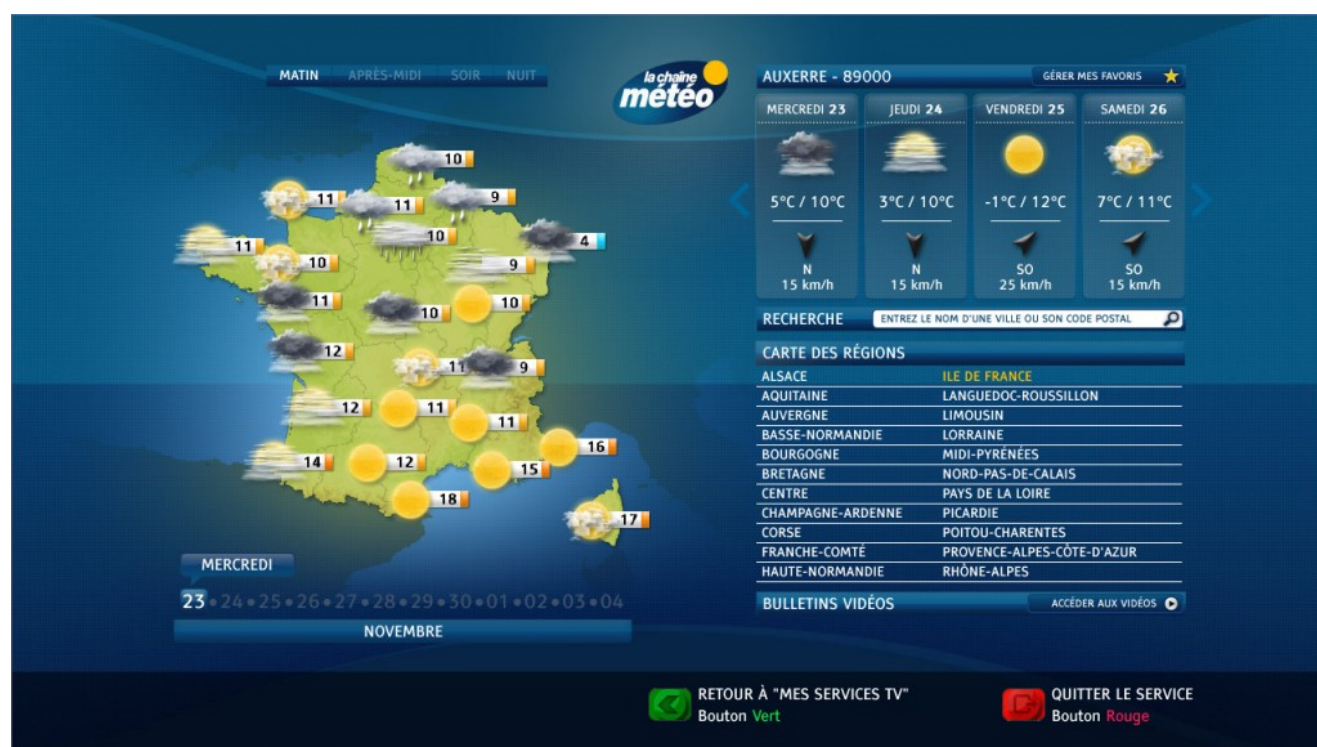 MATIN APRÈS-MIDI SOIR NUIT
la chaîne
météo
10
11
11
9
10
11
4
10
9
11
10
10
12
11
9
12
11
11
16
14
12
15
18
17
MERCREDI
23•24•25•26•27•28•29•30•01•02•03•04
NOVEMBRE
AUXERRE - 89000 GÉRER MES FAVORIS
MERCREDI 23 JEUDI 24 VENDREDI 25 SAMEDI 26
5°C / 10°C 3°C / 10°C -1°C / 12°C 7°C / 11°C
N N SO SO
15 km/h 15 km/h 25 km/h 15 km/h
RECHERCHE ENTREZ LE NOM D'UNE VILLE OU SON CODE POSTAL
CARTE DES RÉGIONS
ALSACE ILE DE FRANCE
AQUITAINE LANGUEDOC-ROUSSILLON
AUVERGNE LIMOUSIN
BASSE-NORMANDIE LORRAINE
BOURGOGNE MIDI-PYRÉNÉES
BRETAGNE NORD-PAS-DE-CALAIS
CENTRE PAYS DE LA LOIRE
CHAMPAGNE-ARDENNE PICARDIE
CORSE POITOU-CHARENTES
FRANCHE-COMTÉ PROVENCE-ALPES-CÔTE-D'AZUR
HAUTE-NORMANDIE RHÔNE-ALPES
BULLETINS VIDÉOS ACCÉDER AUX VIDÉOS
RETOUR À "MES SERVICES TV"
Bouton Vert
QUITTER LE SERVICE
Bouton Rouge